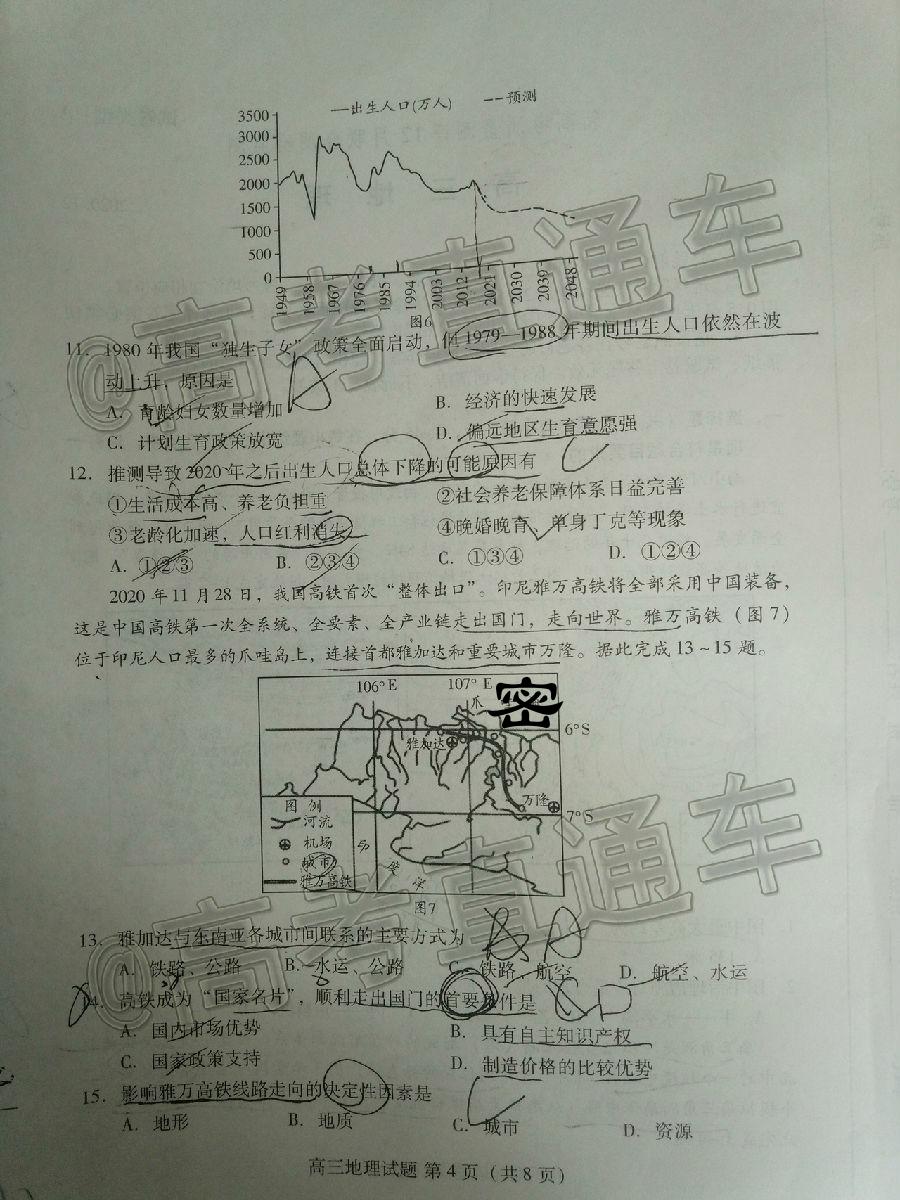 —出生人口(万人) --预测
3500
3000
2500
2000
1500
1000
500
0
1949 1958 1967 1976 1985 1994 2003 2012 2021 2030 2039 2048
图6
11. 1980年我国“独生子女”政策全面启动，但1979—1988年期间出生人口依然在波
动上升，原因是
A. 育龄妇女数量增加 B. 经济的快速发展
C. 计划生育政策放宽 D. 偏远地区生育意愿强
12. 推测导致2020年之后出生人口总体下降的可能原因有
①生活成本高、养老负担重 ②社会养老保障体系日益完善
③老龄化加速，人口红利消失 ④晚婚晚育、单身丁克等现象
A. ①②③ B. ②③④ C. ①③④ D. ①②④
2020年11月28日，我国高铁首次“整体出口”。印尼雅万高铁将全部采用中国装备，
这是中国高铁第一次全系统、全要素、全产业链走出国门，走向世界。雅万高铁（图7）
位于印尼人口最多的爪哇岛上，连接首都雅加达和重要城市万隆。据此完成13～15题。
106°E 107°E
爪
密
6°S
雅加达
万隆
7°S
图 例
河流
机场
城市
雅万高铁
洋
图7
13. 雅加达与东南亚各城市间联系的主要方式为
A. 铁路、公路 B. 水运、公路 C. 铁路、航空 D. 航空、水运
14. 高铁成为“国家名片”，顺利走出国门的首要条件是
A. 国内市场优势 B. 具有自主知识产权
C. 国家政策支持 D. 制造价格的比较优势
15. 影响雅万高铁线路走向的决定性因素是
A. 地形 B. 地质 C. 城市 D. 资源
高三地理试题 第4页（共8页）
@高考直通车
@高考直通车